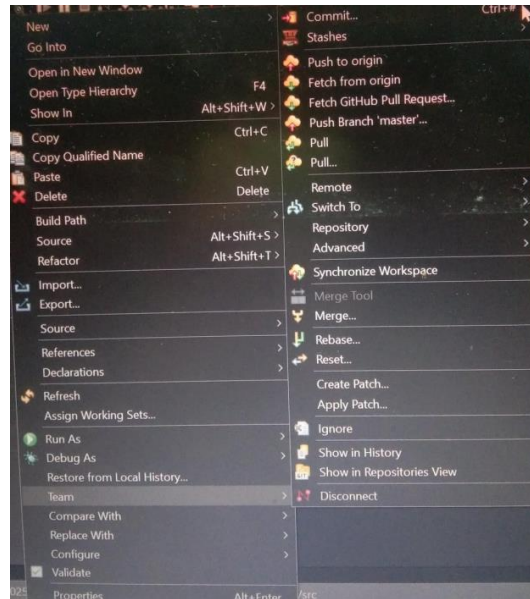 New
Go Into
Open in New Window
Open Type Hierarchy F4
Show In Alt+Shift+W >
Copy Ctrl+C
Copy Qualified Name
Paste Ctrl+V
Delete Delete
Build Path
Source Alt+Shift+S >
Refactor Alt+Shift+T >
Import...
Export...
Source
References
Declarations
Refresh
Assign Working Sets...
Run As
Debug As
Restore from Local History...
Team
Compare With
Replace With
Configure
Validate
Properties Alt+Enter
Commit... Ctrl+#
Stashes
Push to origin
Fetch from origin
Fetch GitHub Pull Request...
Push Branch 'master'...
Pull
Pull...
Remote
Switch To
Repository
Advanced
Synchronize Workspace
Merge Tool
Merge...
Rebase...
Reset...
Create Patch...
Apply Patch...
Ignore
Show in History
Show in Repositories View
Disconnect
025
/src